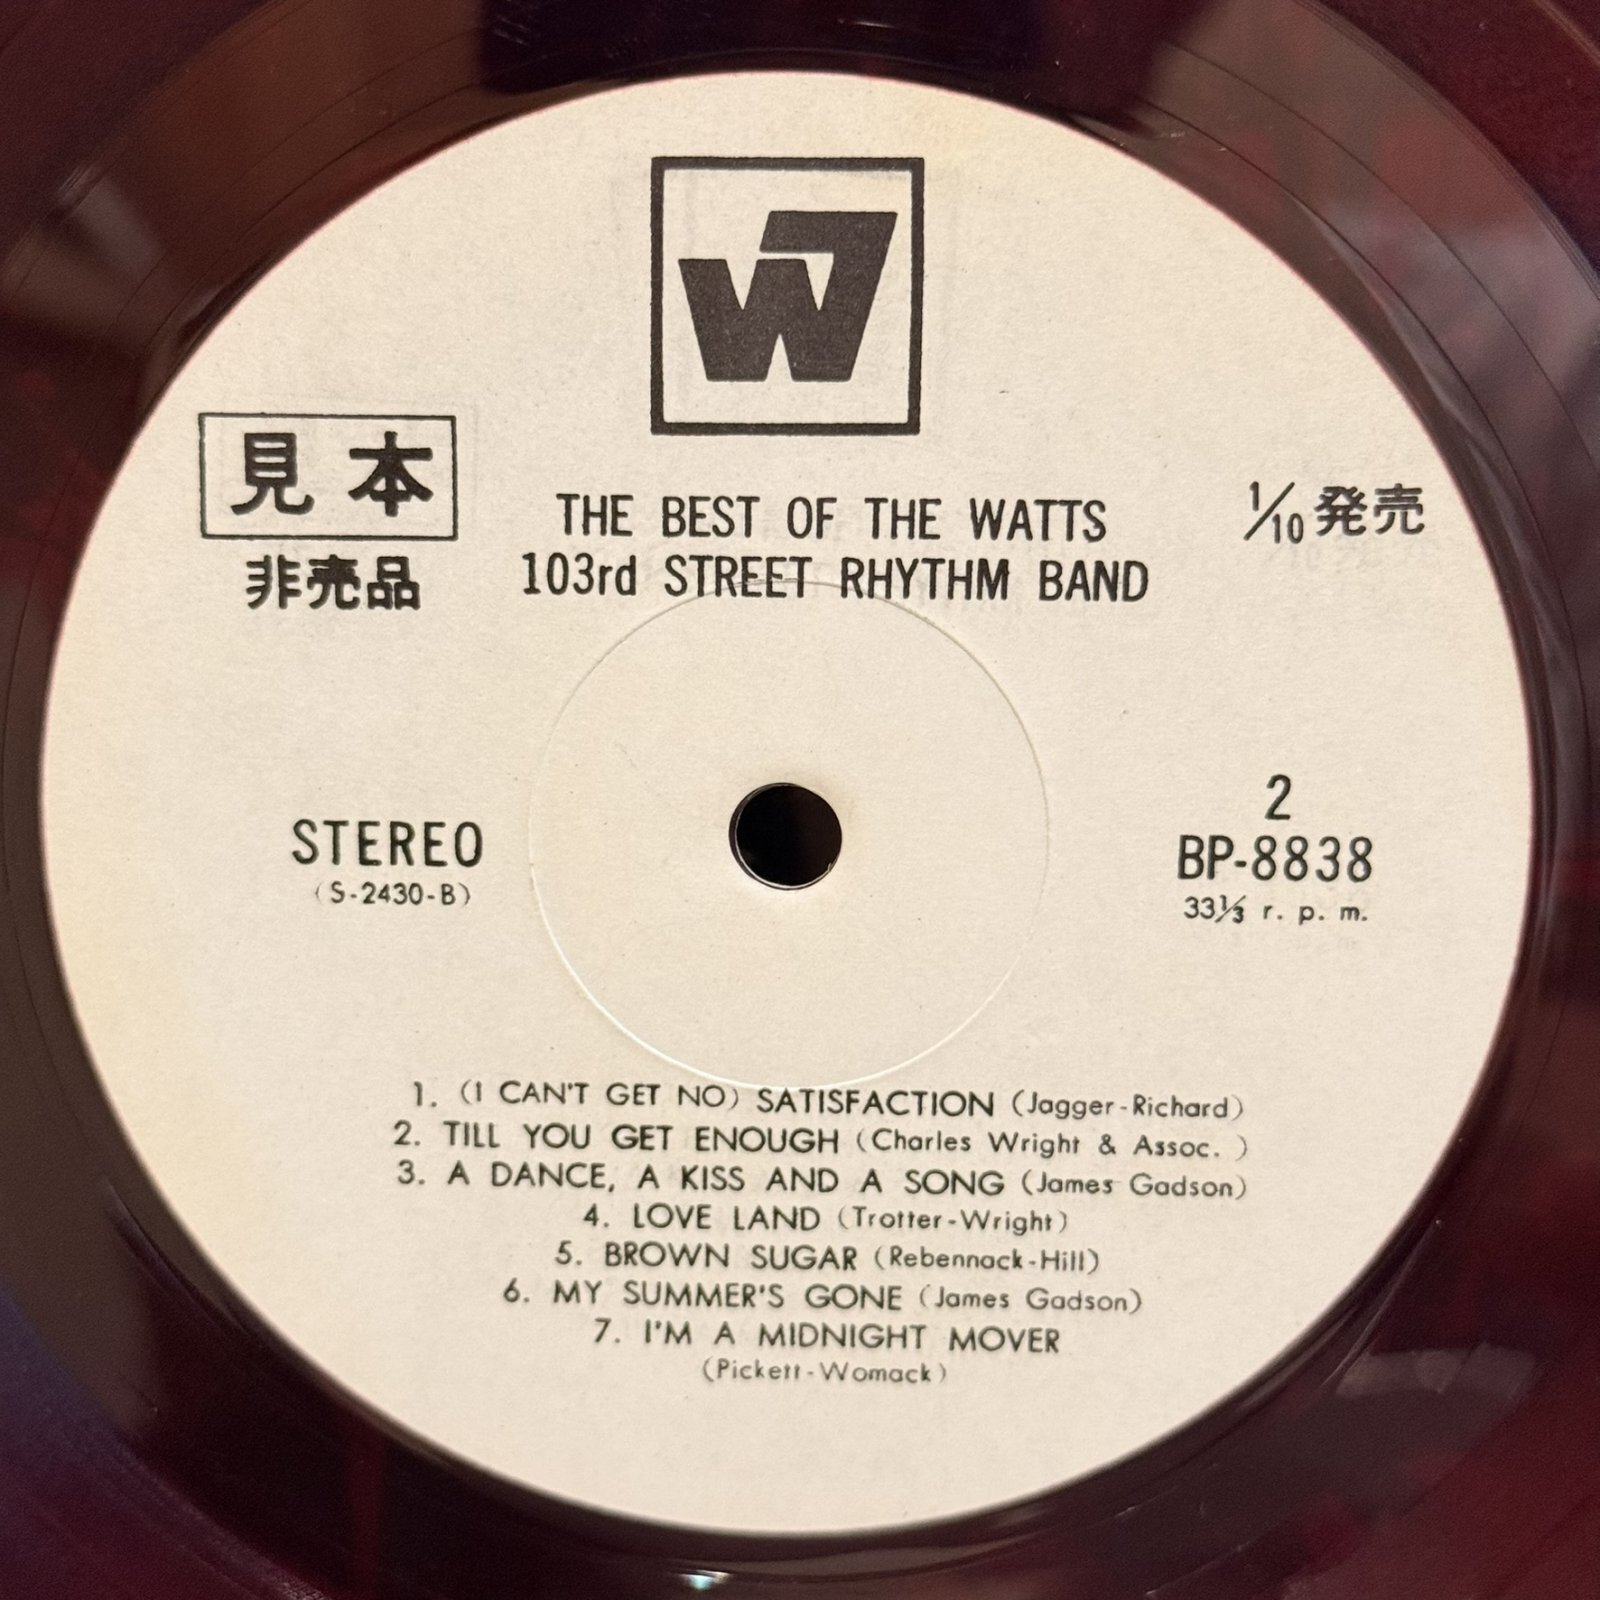 W7
見本
非売品
THE BEST OF THE WATTS
103rd STREET RHYTHM BAND
1/10発売
STEREO
(S-2430-B)
2
BP-8838
33⅓ r. p. m.
1. (I CAN'T GET NO) SATISFACTION (Jagger-Richard)
2. TILL YOU GET ENOUGH (Charles Wright & Assoc. )
3. A DANCE, A KISS AND A SONG (James Gadson)
4. LOVE LAND (Trotter-Wright)
5. BROWN SUGAR (Rebennack-Hill)
6. MY SUMMER'S GONE (James Gadson)
7. I'M A MIDNIGHT MOVER
(Pickett-Womack)